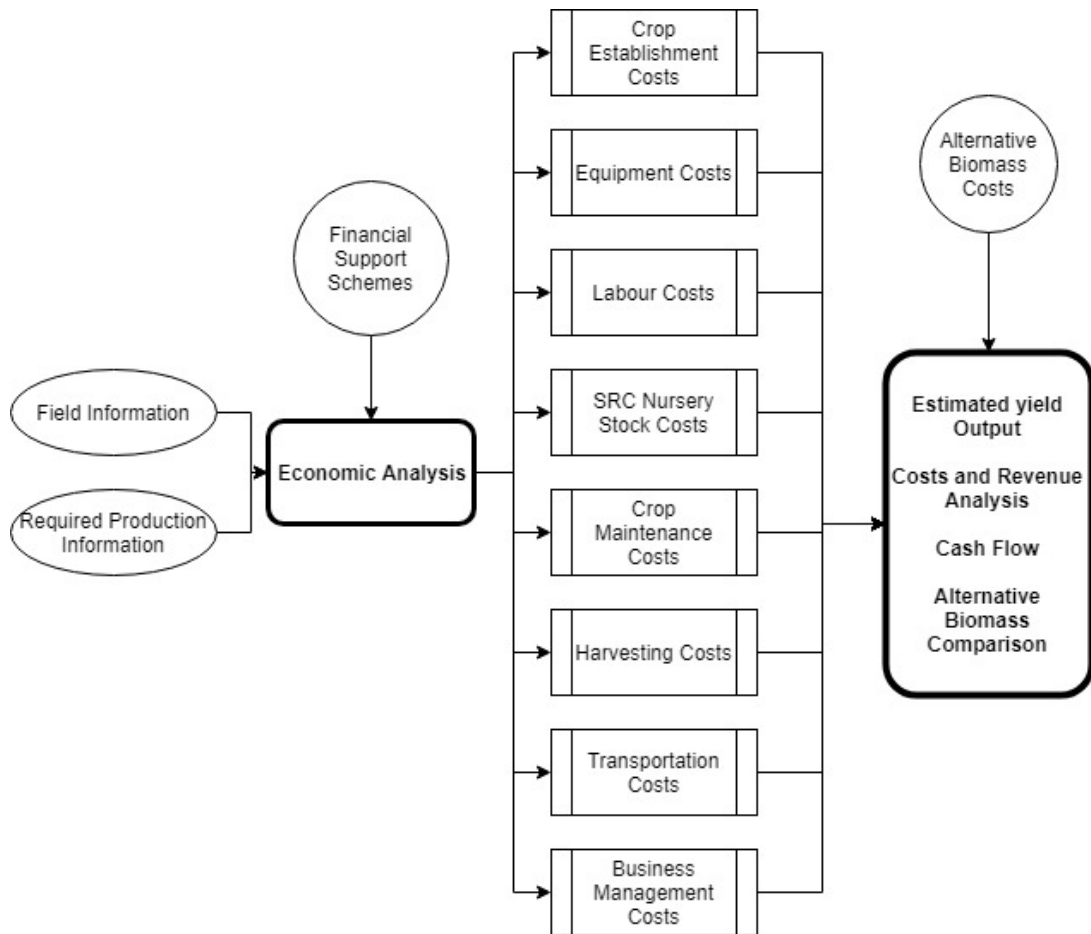 Crop
Establishment
Costs
Equipment Costs
Labour Costs
SRC Nursery
Stock Costs
Crop
Maintenance
Costs
Harvesting Costs
Transportation
Costs
Business
Management
Costs
Financial
Support
Schemes
Field Information
Required Production
Information
Economic Analysis
Alternative
Biomass
Costs
Estimated yield
Output
Costs and Revenue
Analysis
Cash Flow
Alternative
Biomass
Comparison